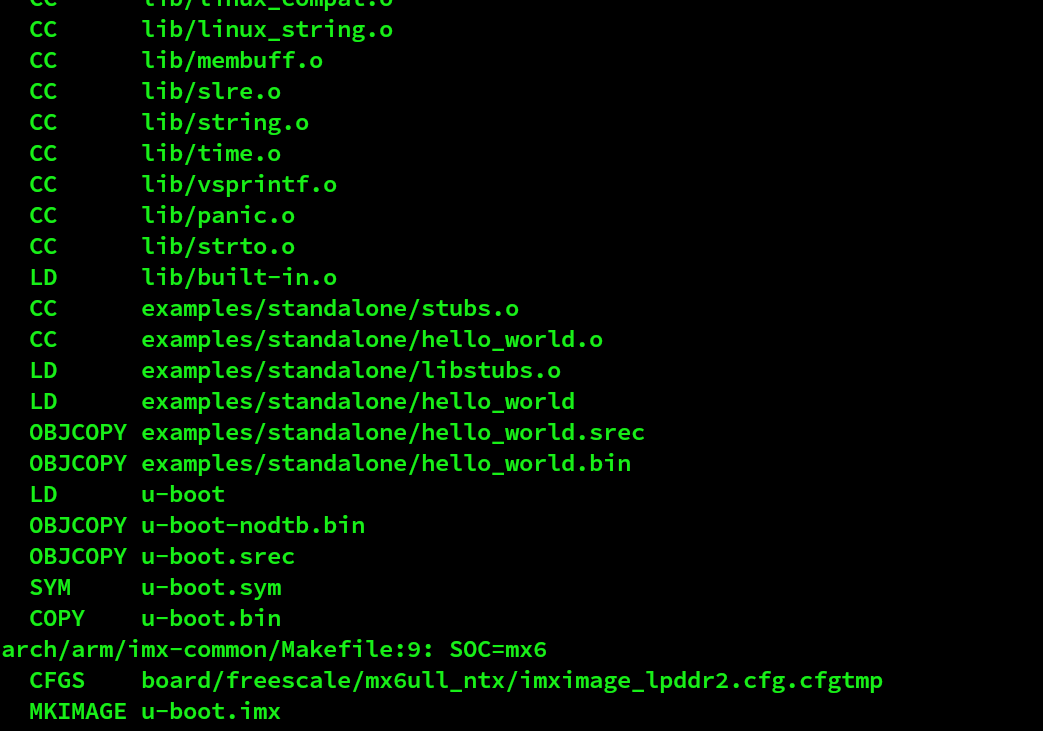 CC lib/linux_compat.o
CC lib/linux_string.o
CC lib/membuff.o
CC lib/slre.o
CC lib/string.o
CC lib/time.o
CC lib/vsprintf.o
CC lib/panic.o
CC lib/strto.o
LD lib/built-in.o
CC examples/standalone/stubs.o
CC examples/standalone/hello_world.o
LD examples/standalone/libstubs.o
LD examples/standalone/hello_world
OBJCOPY examples/standalone/hello_world.srec
OBJCOPY examples/standalone/hello_world.bin
LD u-boot
OBJCOPY u-boot-nodtb.bin
OBJCOPY u-boot.srec
SYM u-boot.sym
COPY u-boot.bin
arch/arm/imx-common/Makefile:9: SOC=mx6
CFGS board/freescale/mx6ull_ntx/imximage_lpddr2.cfg.cfgtmp
MKIMAGE u-boot.imx